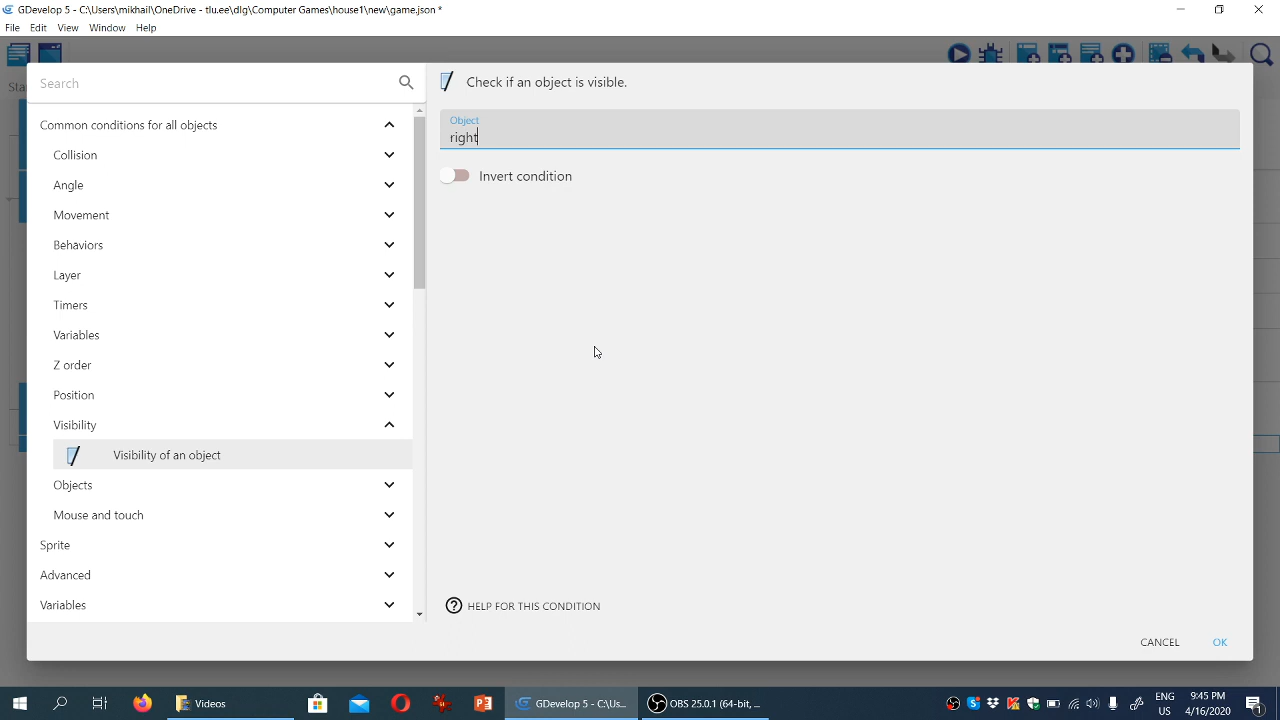 GDevelop 5 - C:\Users\mikhail\OneDrive - tlu.ee\dlg\Computer Games\house1\new\game.json *
File Edit View Window Help
Search
Check if an object is visible.
Common conditions for all objects
Object
right
Collision
Invert condition
Angle
Movement
Behaviors
Layer
Timers
Variables
Z order
Position
Visibility
Visibility of an object
Objects
Mouse and touch
Sprite
Advanced
Variables
? HELP FOR THIS CONDITION
CANCEL OK
Videos
GDevelop 5 - C:\Us...
OBS 25.0.1 (64-bit, ...
ENG
US
9:45 PM
4/16/2020
1